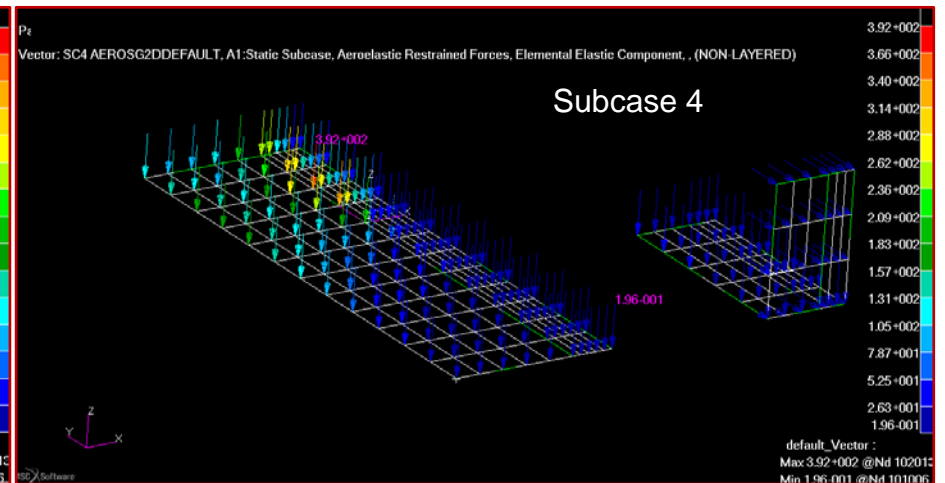 Pa
Vector: SC4 AEROSG2DDEFAULT, A1:Static Subcase, Aeroelastic Restrained Forces, Elemental Elastic Component, , (NON-LAYERED)
Subcase 4
3.92+002
3.66+002
3.40+002
3.14+002
2.88+002
2.62+002
2.36+002
2.09+002
1.83+002
1.57+002
1.31+002
1.05+002
7.87+001
5.25+001
2.63+001
1.96-001
3.92+002
Z
1.96-001
Z
Y
X
MSC Software
default_Vector :
Max 3.92+002 @Nd 102013
Min 1.96-001 @Nd 101006